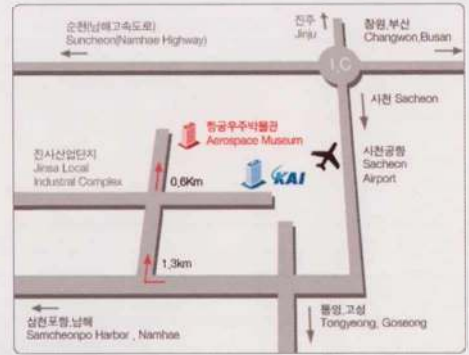 순천(남해고속도로)
Suncheon(Namhae Highway)
진주
Jinju
창원,부산
Changwon,Busan
I.C
사천 Sacheon
항공우주박물관
Aerospace Museum
진사산업단지
Jinsa Local
Industral Complex
0.6Km
KAI
사천공항
Sacheon
Airport
1.3km
삼천포항,남해
Samcheonpo Harbor , Namhae
통영,고성
Tongyeong, Goseong